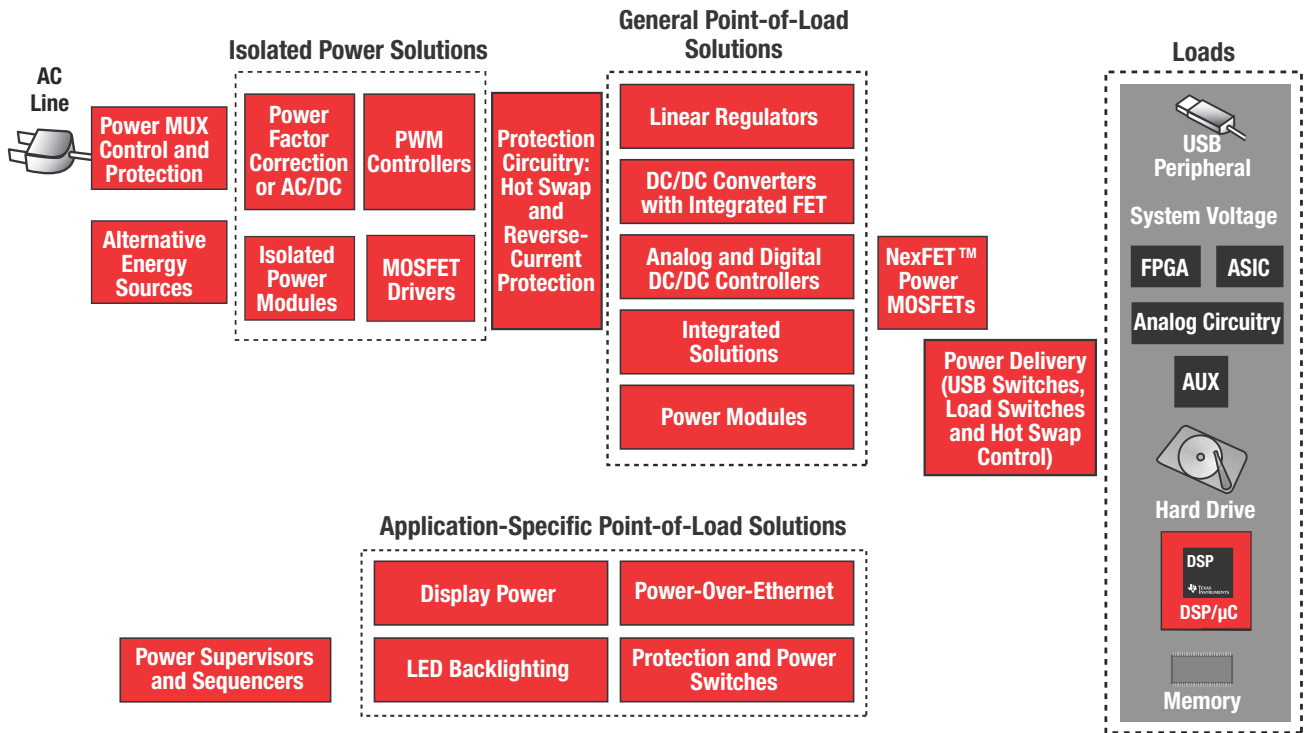 AC
Line
Power MUX
Control and
Protection
Alternative
Energy
Sources
Isolated Power Solutions
Power
Factor
Correction
or AC/DC
PWM
Controllers
Isolated
Power
Modules
MOSFET
Drivers
Protection
Circuitry:
Hot Swap
and
Reverse-
Current
Protection
General Point-of-Load
Solutions
Linear Regulators
DC/DC Converters
with Integrated FET
Analog and Digital
DC/DC Controllers
Integrated
Solutions
Power Modules
NexFET™
Power
MOSFETs
Power Delivery
(USB Switches,
Load Switches
and Hot Swap
Control)
Loads
USB
Peripheral
System Voltage
FPGA
ASIC
Analog Circuitry
AUX
Hard Drive
DSP
TEXAS
INSTRUMENTS
DSP/µC
Memory
Application-Specific Point-of-Load Solutions
Display Power
Power-Over-Ethernet
LED Backlighting
Protection and Power
Switches
Power Supervisors
and Sequencers